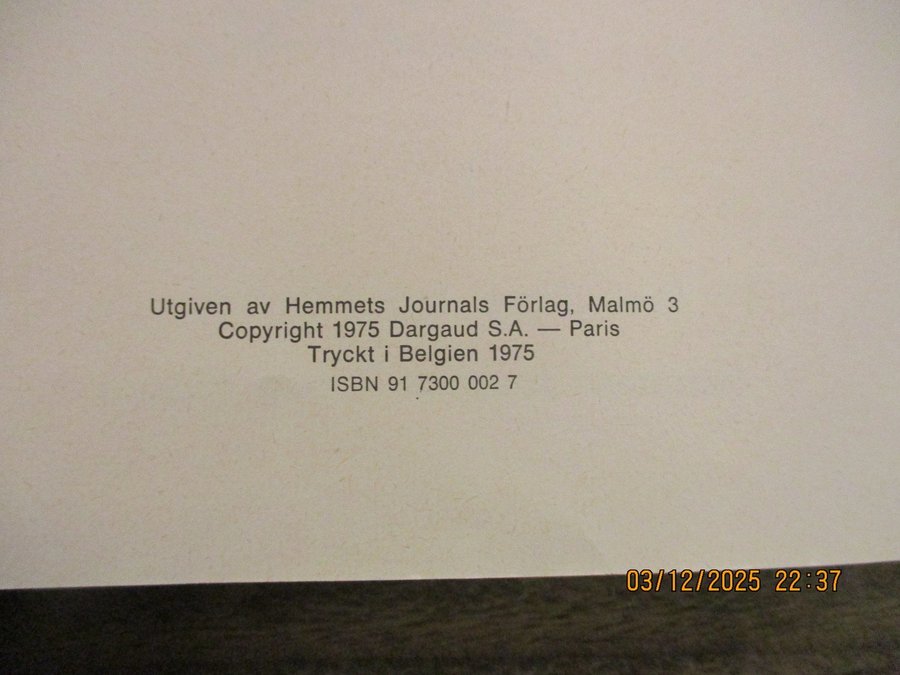 Utgiven av Hemmets Journals Förlag, Malmö 3
Copyright 1975 Dargaud S.A. — Paris
Tryckt i Belgien 1975
ISBN 91 7300 002 7
03/12/2025 22:37